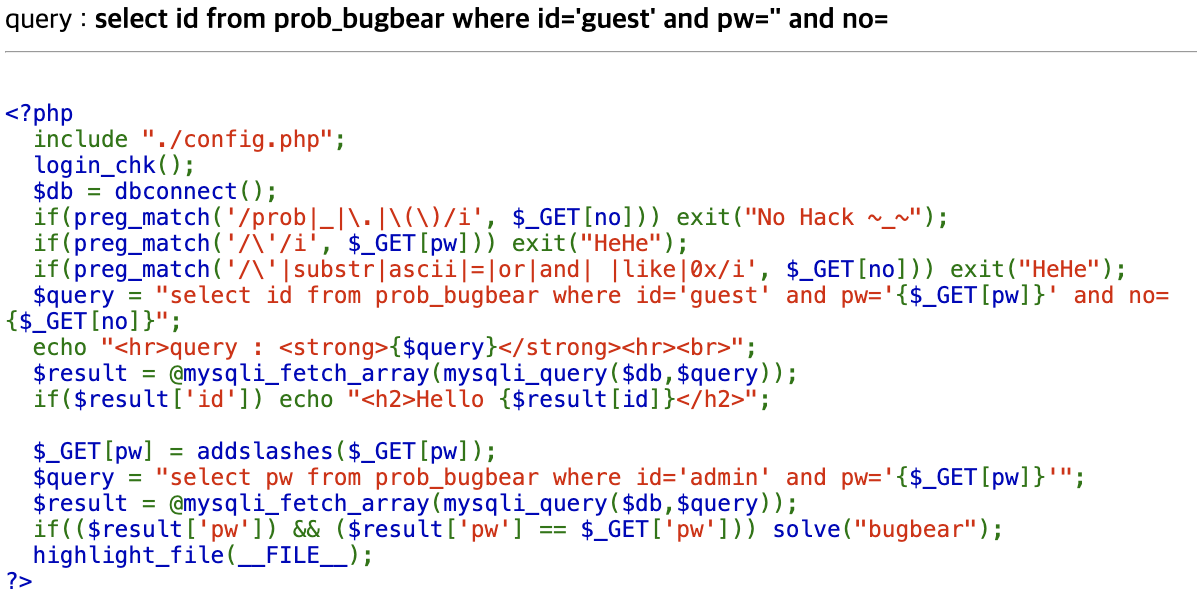 query : select id from prob_bugbear where id='guest' and pw='' and no=
<?php
  include "./config.php";
  login_chk();
  $db = dbconnect();
  if(preg_match('/prob|_|\.|\(\)/i', $_GET[no])) exit("No Hack ~_~");
  if(preg_match('/\'/i', $_GET[pw])) exit("HeHe");
  if(preg_match('/\'|substr|ascii|=|or|and| |like|0x/i', $_GET[no])) exit("HeHe");
  $query = "select id from prob_bugbear where id='guest' and pw='{$_GET[pw]}' and no=
{$_GET[no]}";
  echo "<hr>query : <strong>{$query}</strong><hr><br>";
  $result = @mysqli_fetch_array(mysqli_query($db,$query));
  if($result['id']) echo "<h2>Hello {$result[id]}</h2>";
  $_GET[pw] = addslashes($_GET[pw]);
  $query = "select pw from prob_bugbear where id='admin' and pw='{$_GET[pw]}'";
  $result = @mysqli_fetch_array(mysqli_query($db,$query));
  if(($result['pw']) && ($result['pw'] == $_GET['pw'])) solve("bugbear");
  highlight_file(__FILE__);
?>